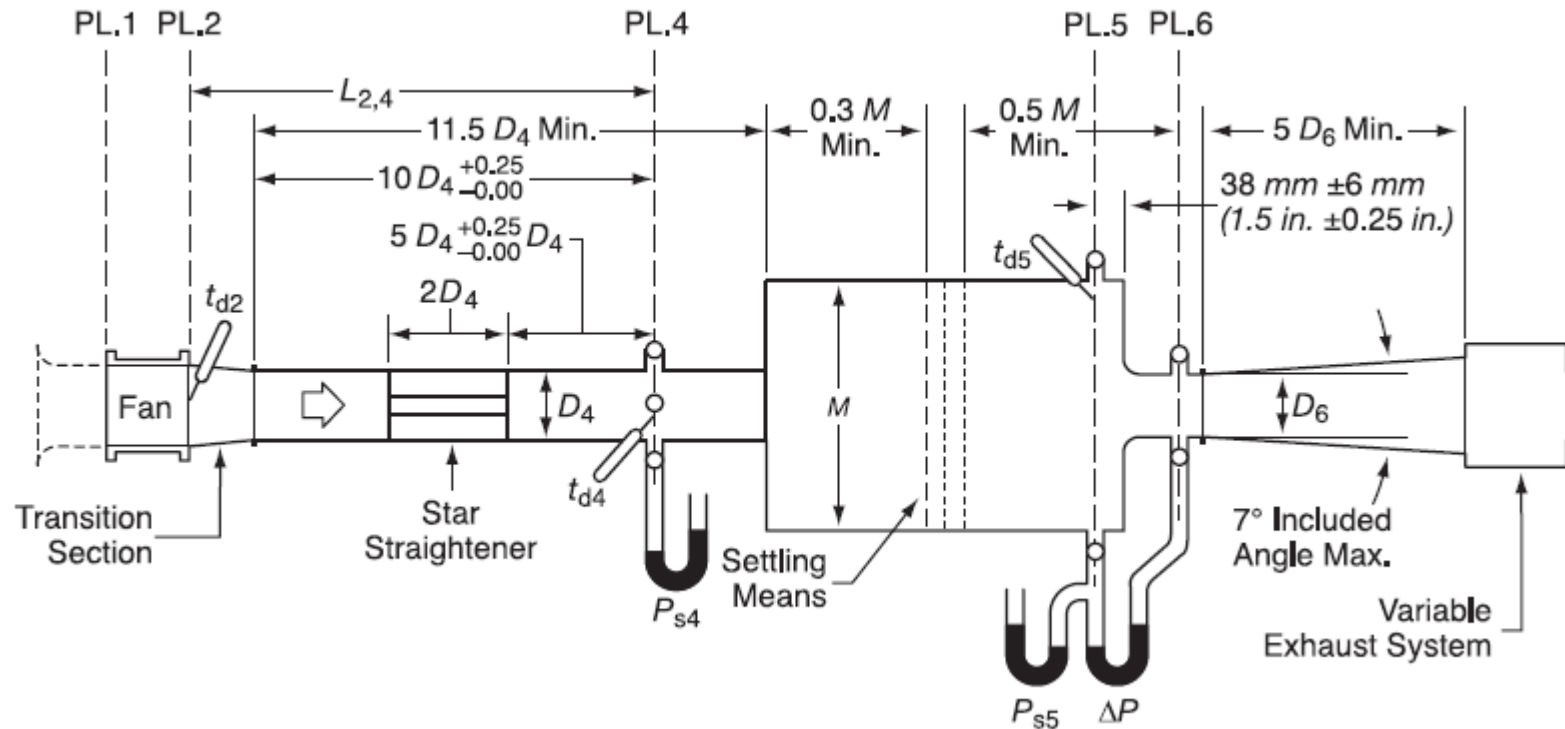 PL.1 PL.2 PL.4 PL.5 PL.6
L2,4
11.5 D4 Min.
0.3 M
Min.
0.5 M
Min.
5 D6 Min.
10 D4 +0.25 −0.00
38 mm ±6 mm
(1.5 in. ±0.25 in.)
5 D4 +0.25 −0.00 D4
td5
td2
2D4
Fan
D4
M
D6
td4
Transition
Section
Star
Straightener
Settling
Means
7° Included
Angle Max.
Ps4
Variable
Exhaust System
Ps5 ΔP